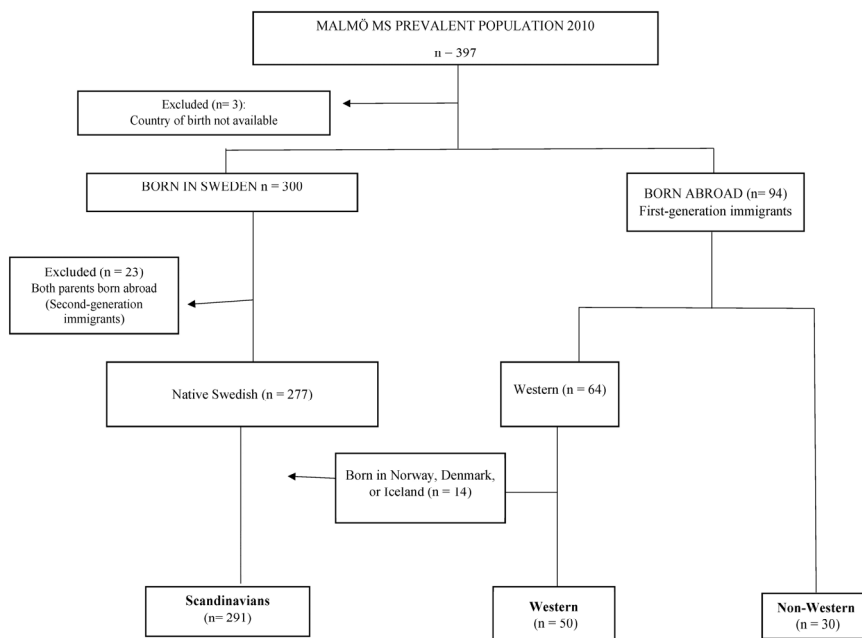 MALMÖ MS PREVALENT POPULATION 2010
n – 397
Excluded (n= 3):
Country of birth not available
BORN IN SWEDEN n = 300
BORN ABROAD (n= 94)
First-generation immigrants
Excluded (n = 23)
Both parents born abroad
(Second-generation
immigrants)
Native Swedish (n = 277)
Western (n = 64)
Born in Norway, Denmark,
or Iceland (n = 14)
Scandinavians
(n= 291)
Western
(n = 50)
Non-Western
(n = 30)